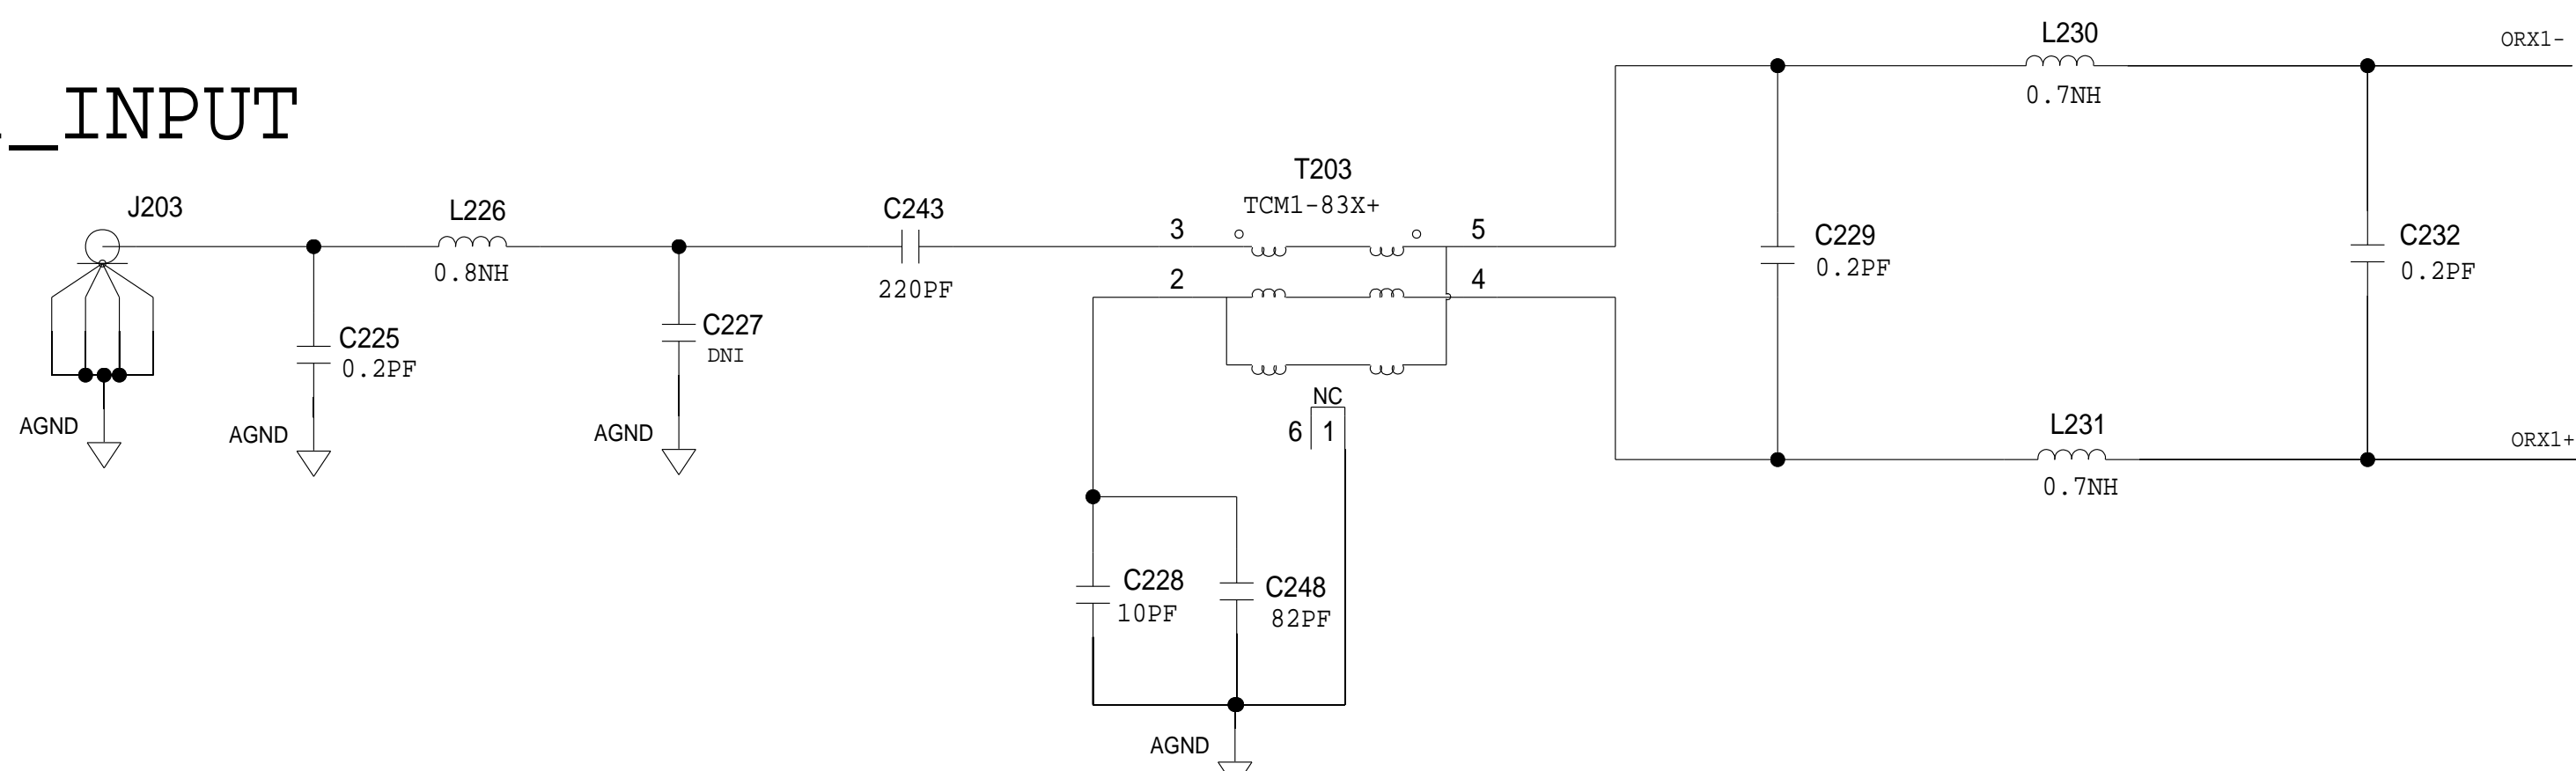 _INPUT
J203
AGND
C225
0.2PF
AGND
L226
0.8NH
C227
DNI
AGND
C243
220PF
T203
TCM1-83X+
3
5
2
4
NC
6 1
C228
10PF
C248
82PF
AGND
C229
0.2PF
L230
0.7NH
L231
0.7NH
C232
0.2PF
ORX1-
ORX1+